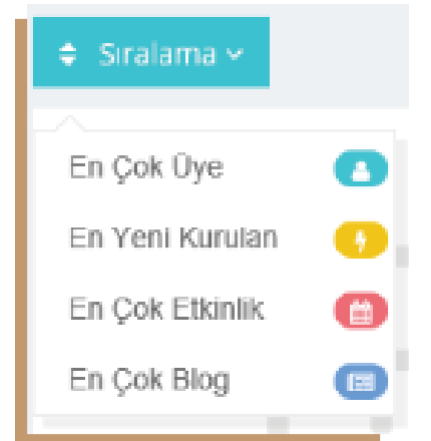 Sıralama
En Çok Üye
En Yeni Kurulan
En Çok Etkinlik
En Çok Blog